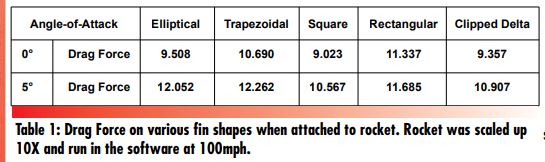 Angle-of-Attack Elliptical Trapezoidal Square Rectangular Clipped Delta
0° Drag Force 9.508 10.690 9.023 11.337 9.357
5° Drag Force 12.052 12.262 10.567 11.685 10.907
Table 1: Drag Force on various fin shapes when attached to rocket. Rocket was scaled up
10X and run in the software at 100mph.